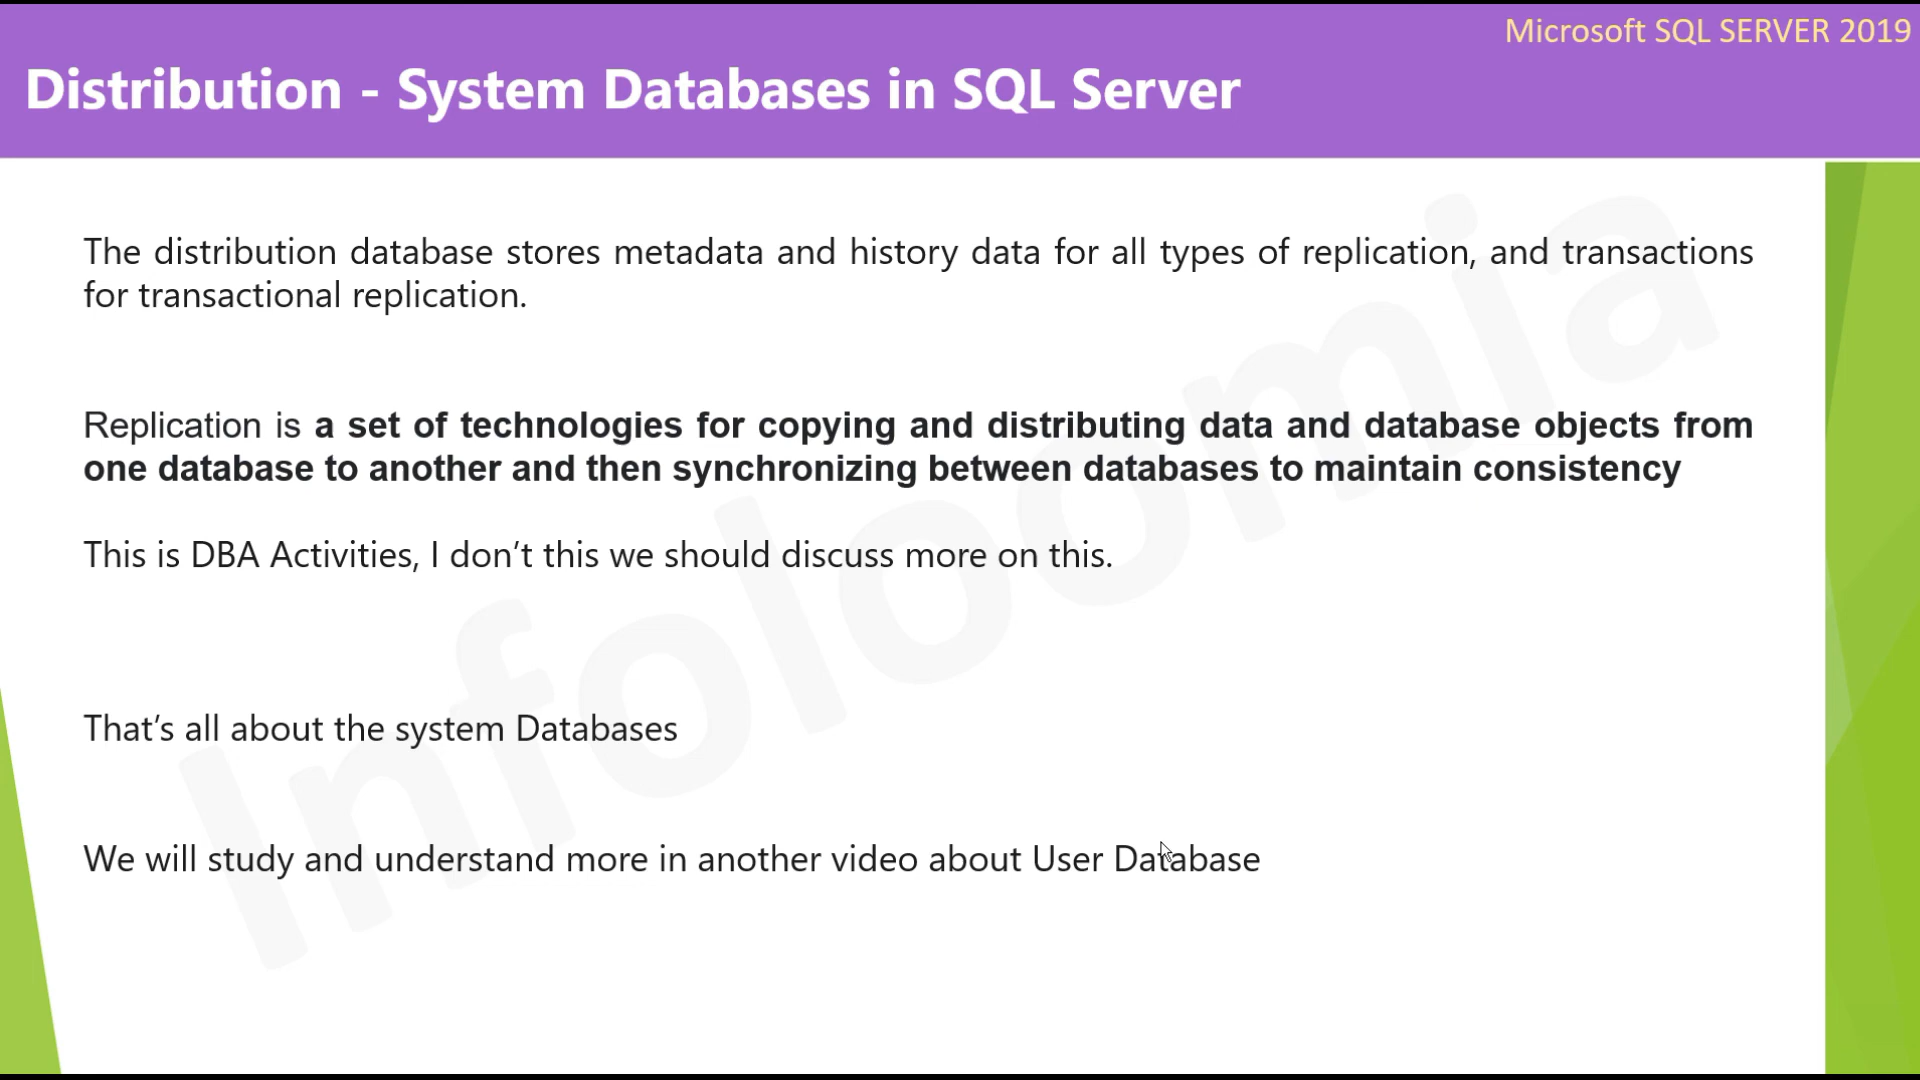 Microsoft SQL SERVER 2019
Distribution - System Databases in SQL Server
The distribution database stores metadata and history data for all types of replication, and transactions
for transactional replication.
Replication is a set of technologies for copying and distributing data and database objects from
one database to another and then synchronizing between databases to maintain consistency
This is DBA Activities, I don’t this we should discuss more on this.
That’s all about the system Databases
We will study and understand more in another video about User Database
Infoloomia